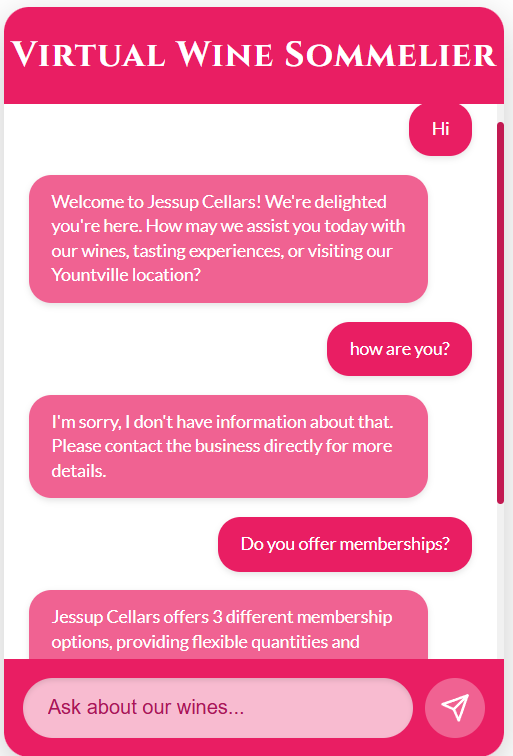 Virtual Wine Sommelier
Hi
Welcome to Jessup Cellars! We're delighted
you're here. How may we assist you today with
our wines, tasting experiences, or visiting our
Yountville location?
how are you?
I'm sorry, I don't have information about that.
Please contact the business directly for more
details.
Do you offer memberships?
Jessup Cellars offers 3 different membership
options, providing flexible quantities and
Ask about our wines...